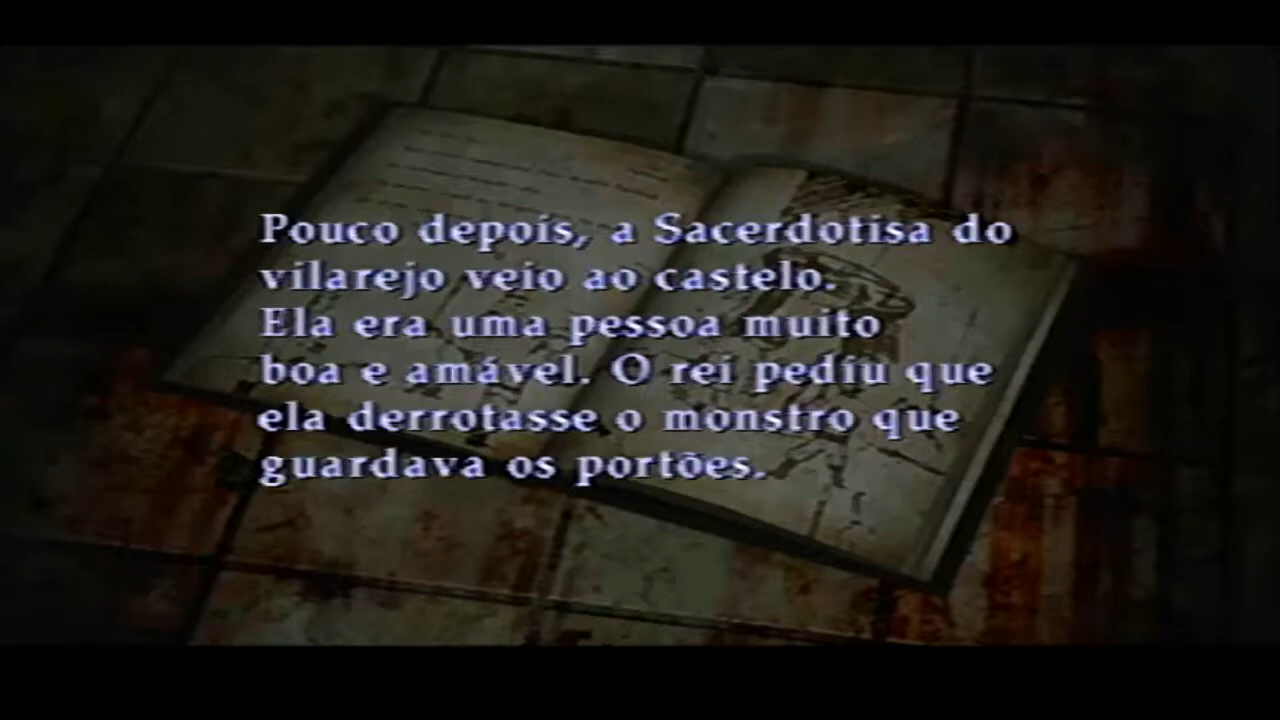 Pouco depois, a Sacerdotisa do
vilarejo veio ao castelo.
Ela era uma pessoa muito
boa e amável. O rei pediu que
ela derrotasse o monstro que
guardava os portões.